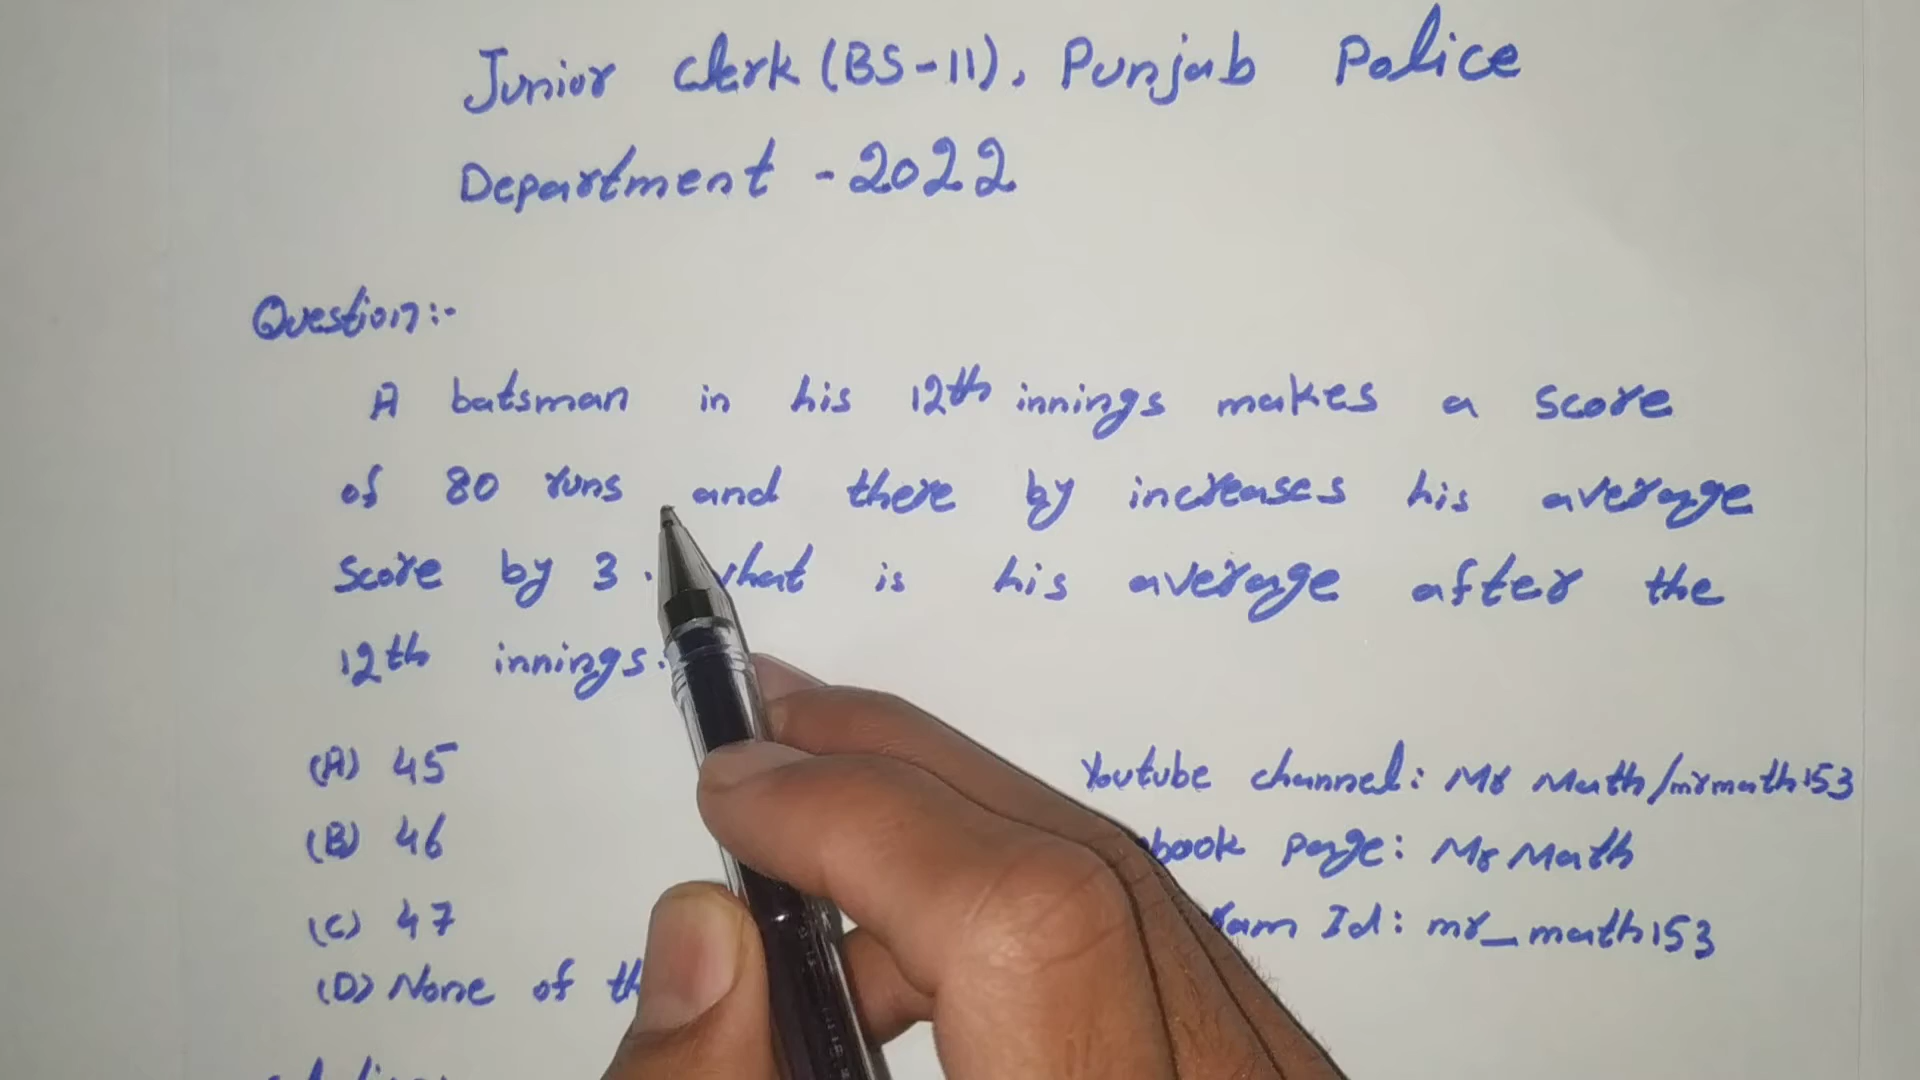 Junior Clerk (BS-11), Punjab Police
Department - 2022
Question:-
A batsman in his 12th innings makes a score
of 80 runs and there by increases his average
score by 3. what is his average after the
12th innings.
(A) 45
(B) 46
(C) 47
(D) None of
Youtube channel: Mr Math/mrmath153
book page: Mr Math
ram Id: mr_math153